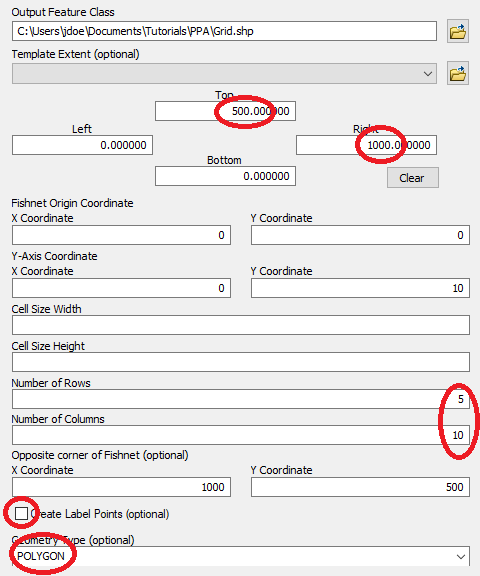 Output Feature Class
C:\Users\jdoe\Documents\Tutorials\PPA\Grid.shp
Template Extent (optional)
Top
500.000000
Left
Right
0.000000
1000.000000
Bottom
0.000000
Clear
Fishnet Origin Coordinate
X Coordinate
Y Coordinate
0
0
Y-Axis Coordinate
X Coordinate
Y Coordinate
0
10
Cell Size Width
Cell Size Height
Number of Rows
5
Number of Columns
10
Opposite corner of Fishnet (optional)
X Coordinate
Y Coordinate
1000
500
Create Label Points (optional)
Geometry Type (optional)
POLYGON